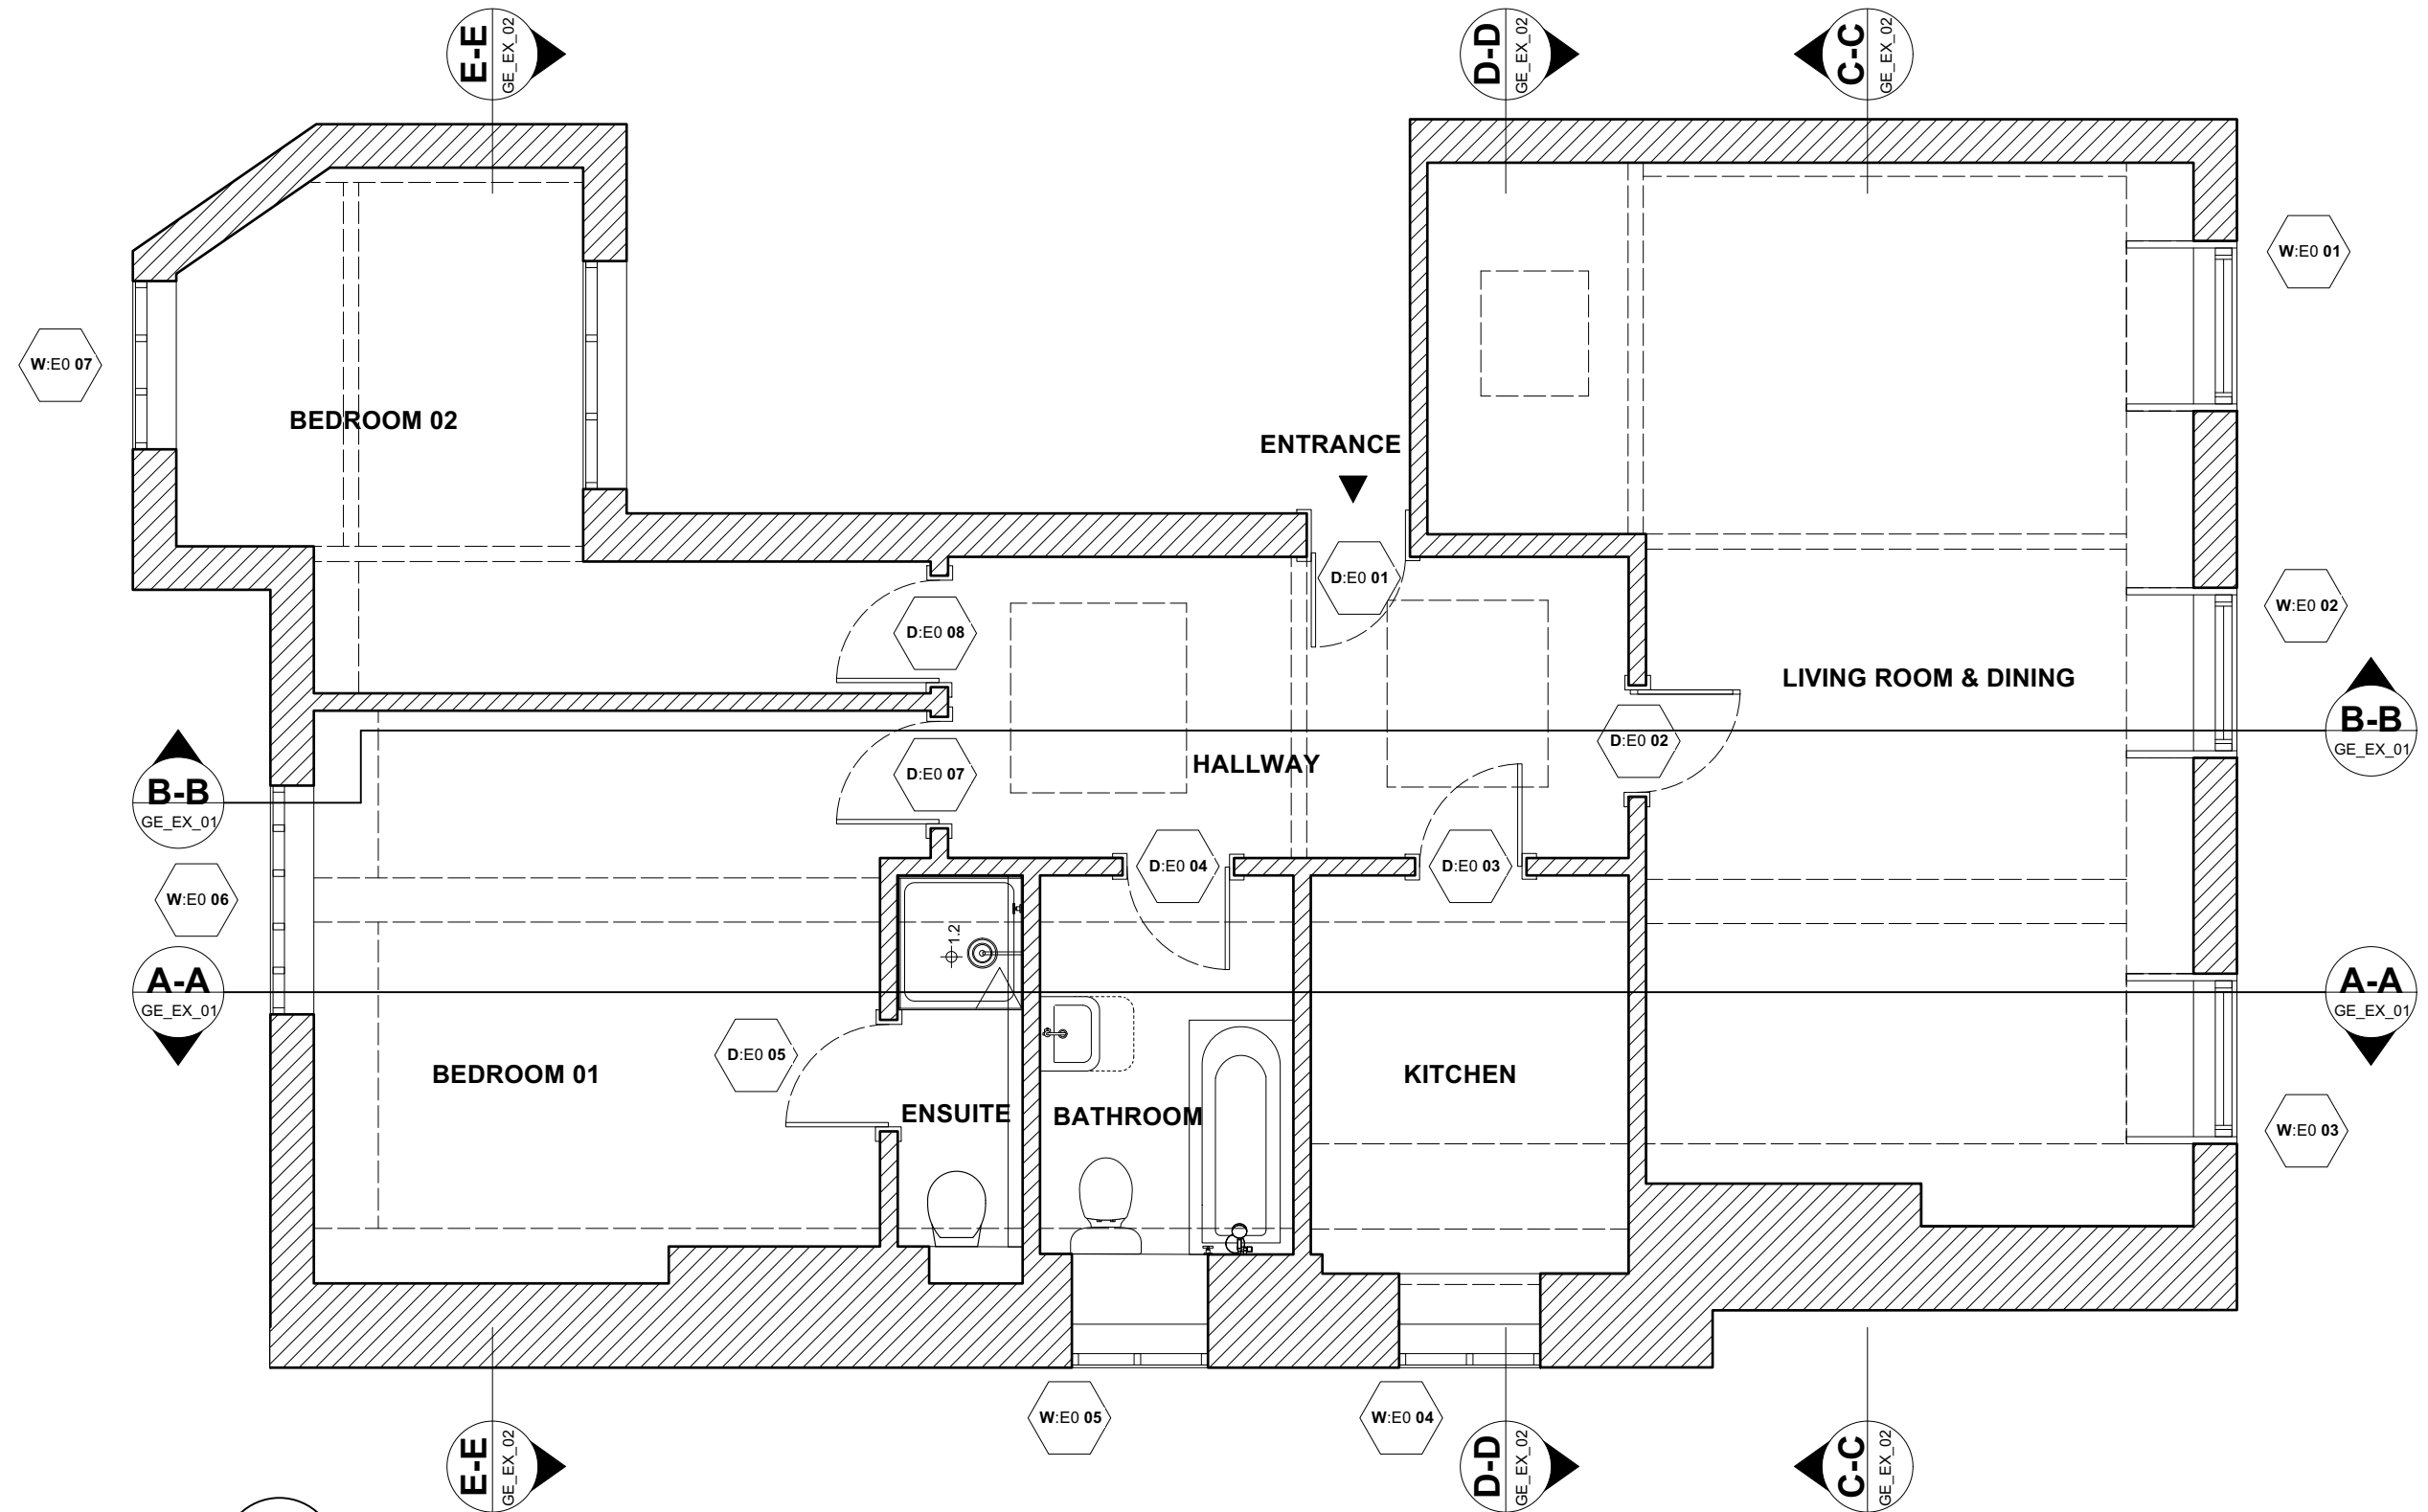 E-E
GE_EX_02
D-D
GE_EX_02
C-C
GE_EX_02
W:E0 01
W:E0 07
BEDROOM 02
ENTRANCE
D:E0 01
W:E0 02
D:E0 08
LIVING ROOM & DINING
B-B
GE_EX_01
D:E0 02
HALLWAY
D:E0 07
B-B
GE_EX_01
D:E0 04
D:E0 03
W:E0 06
1.2
A-A
GE_EX_01
A-A
GE_EX_01
D:E0 05
BEDROOM 01
KITCHEN
ENSUITE
BATHROOM
W:E0 03
W:E0 05
W:E0 04
E-E
GE_EX_02
D-D
GE_EX_02
C-C
GE_EX_02